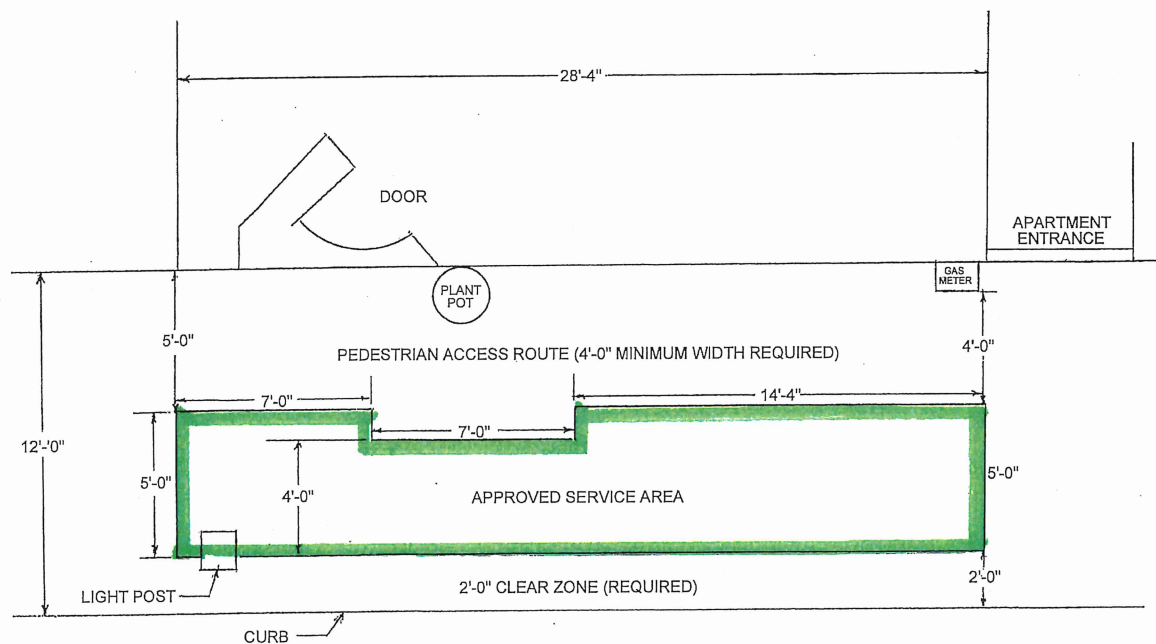 28'-4"
DOOR
APARTMENT
ENTRANCE
PLANT
POT
GAS
METER
5'-0"
PEDESTRIAN ACCESS ROUTE (4'-0" MINIMUM WIDTH REQUIRED)
4'-0"
7'-0"
14'-4"
7'-0"
12'-0"
5'-0"
4'-0"
APPROVED SERVICE AREA
5'-0"
LIGHT POST
2'-0" CLEAR ZONE (REQUIRED)
2'-0"
CURB